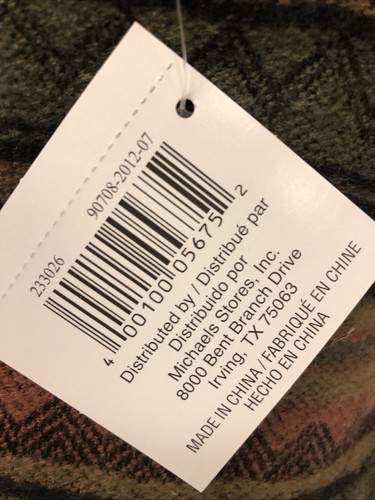 233026 90708-2012-07
4 00100 05675 2
Distributed by / Distribué par
Distribuido por
Michaels Stores, Inc.
8000 Bent Branch Drive
Irving, TX 75063
MADE IN CHINA / FABRIQUÉ EN CHINE
HECHO EN CHINA